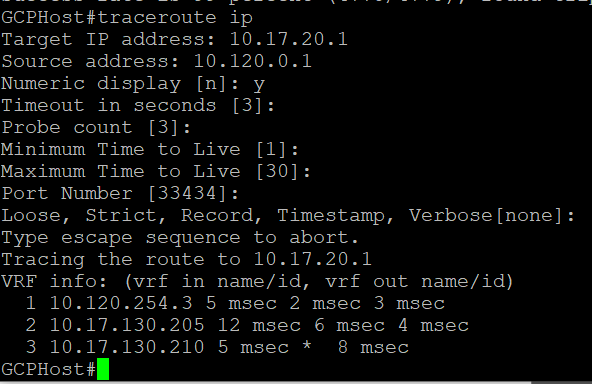 GCPHost#traceroute ip
Target IP address: 10.17.20.1
Source address: 10.120.0.1
Numeric display [n]: y
Timeout in seconds [3]:
Probe count [3]:
Minimum Time to Live [1]:
Maximum Time to Live [30]:
Port Number [33434]:
Loose, Strict, Record, Timestamp, Verbose[none]:
Type escape sequence to abort.
Tracing the route to 10.17.20.1
VRF info: (vrf in name/id, vrf out name/id)
  1 10.120.254.3 5 msec 2 msec 3 msec
  2 10.17.130.205 12 msec 6 msec 4 msec
  3 10.17.130.210 5 msec *  8 msec
GCPHost#